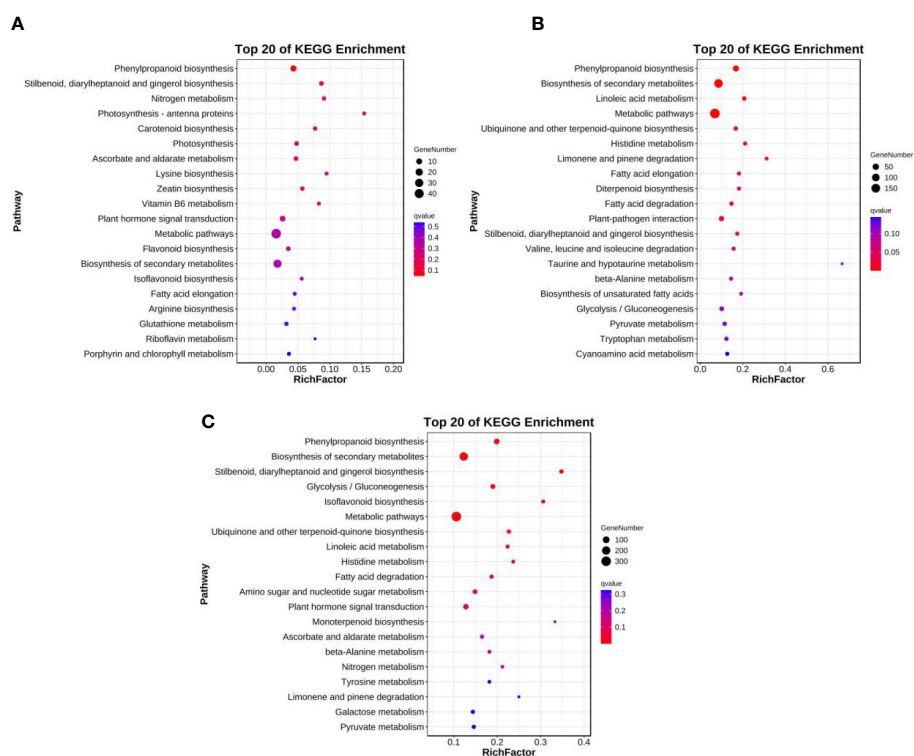 A
Top 20 of KEGG Enrichment
Phenylpropanoid biosynthesis
Stilbenoid, diarylheptanoid and gingerol biosynthesis
Nitrogen metabolism
Photosynthesis - antenna proteins
Carotenoid biosynthesis
Photosynthesis
Ascorbate and aldarate metabolism
Lysine biosynthesis
Zeatin biosynthesis
Vitamin B6 metabolism
Plant hormone signal transduction
Metabolic pathways
Flavonoid biosynthesis
Biosynthesis of secondary metabolites
Isoflavonoid biosynthesis
Fatty acid elongation
Arginine biosynthesis
Glutathione metabolism
Riboflavin metabolism
Porphyrin and chlorophyll metabolism
Pathway
0.00 0.05 0.10 0.15 0.20
RichFactor
GeneNumber
10
20
30
40
qvalue
0.5
0.4
0.3
0.2
0.1
B
Top 20 of KEGG Enrichment
Phenylpropanoid biosynthesis
Biosynthesis of secondary metabolites
Linoleic acid metabolism
Metabolic pathways
Ubiquinone and other terpenoid-quinone biosynthesis
Histidine metabolism
Limonene and pinene degradation
Fatty acid elongation
Diterpenoid biosynthesis
Fatty acid degradation
Plant-pathogen interaction
Stilbenoid, diarylheptanoid and gingerol biosynthesis
Valine, leucine and isoleucine degradation
Taurine and hypotaurine metabolism
beta-Alanine metabolism
Biosynthesis of unsaturated fatty acids
Glycolysis / Gluconeogenesis
Pyruvate metabolism
Tryptophan metabolism
Cyanoamino acid metabolism
Pathway
0.0 0.2 0.4 0.6
RichFactor
GeneNumber
50
100
150
qvalue
0.10
0.05
C
Top 20 of KEGG Enrichment
Phenylpropanoid biosynthesis
Biosynthesis of secondary metabolites
Stilbenoid, diarylheptanoid and gingerol biosynthesis
Glycolysis / Gluconeogenesis
Isoflavonoid biosynthesis
Metabolic pathways
Ubiquinone and other terpenoid-quinone biosynthesis
Linoleic acid metabolism
Histidine metabolism
Fatty acid degradation
Amino sugar and nucleotide sugar metabolism
Plant hormone signal transduction
Monoterpenoid biosynthesis
Ascorbate and aldarate metabolism
beta-Alanine metabolism
Nitrogen metabolism
Tyrosine metabolism
Limonene and pinene degradation
Galactose metabolism
Pyruvate metabolism
Pathway
0.1 0.2 0.3 0.4
RichFactor
GeneNumber
100
200
300
qvalue
0.3
0.2
0.1